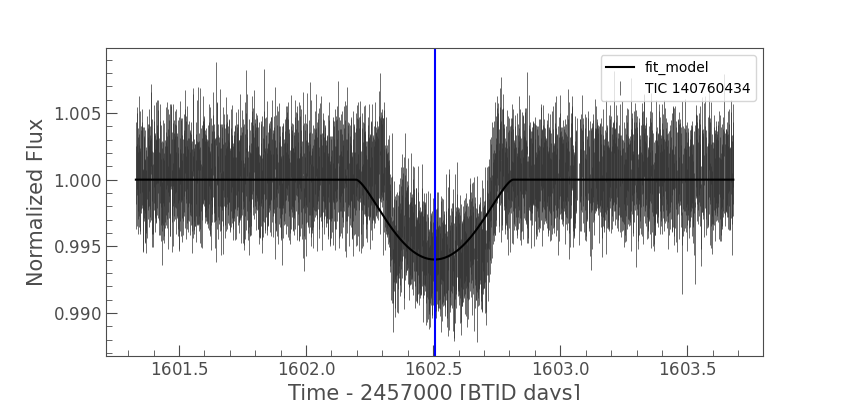 fit_model
TIC 140760434
1.005
1.000
0.995
0.990
Normalized Flux
1601.5 1602.0 1602.5 1603.0 1603.5
Time - 2457000 [BTJD days]